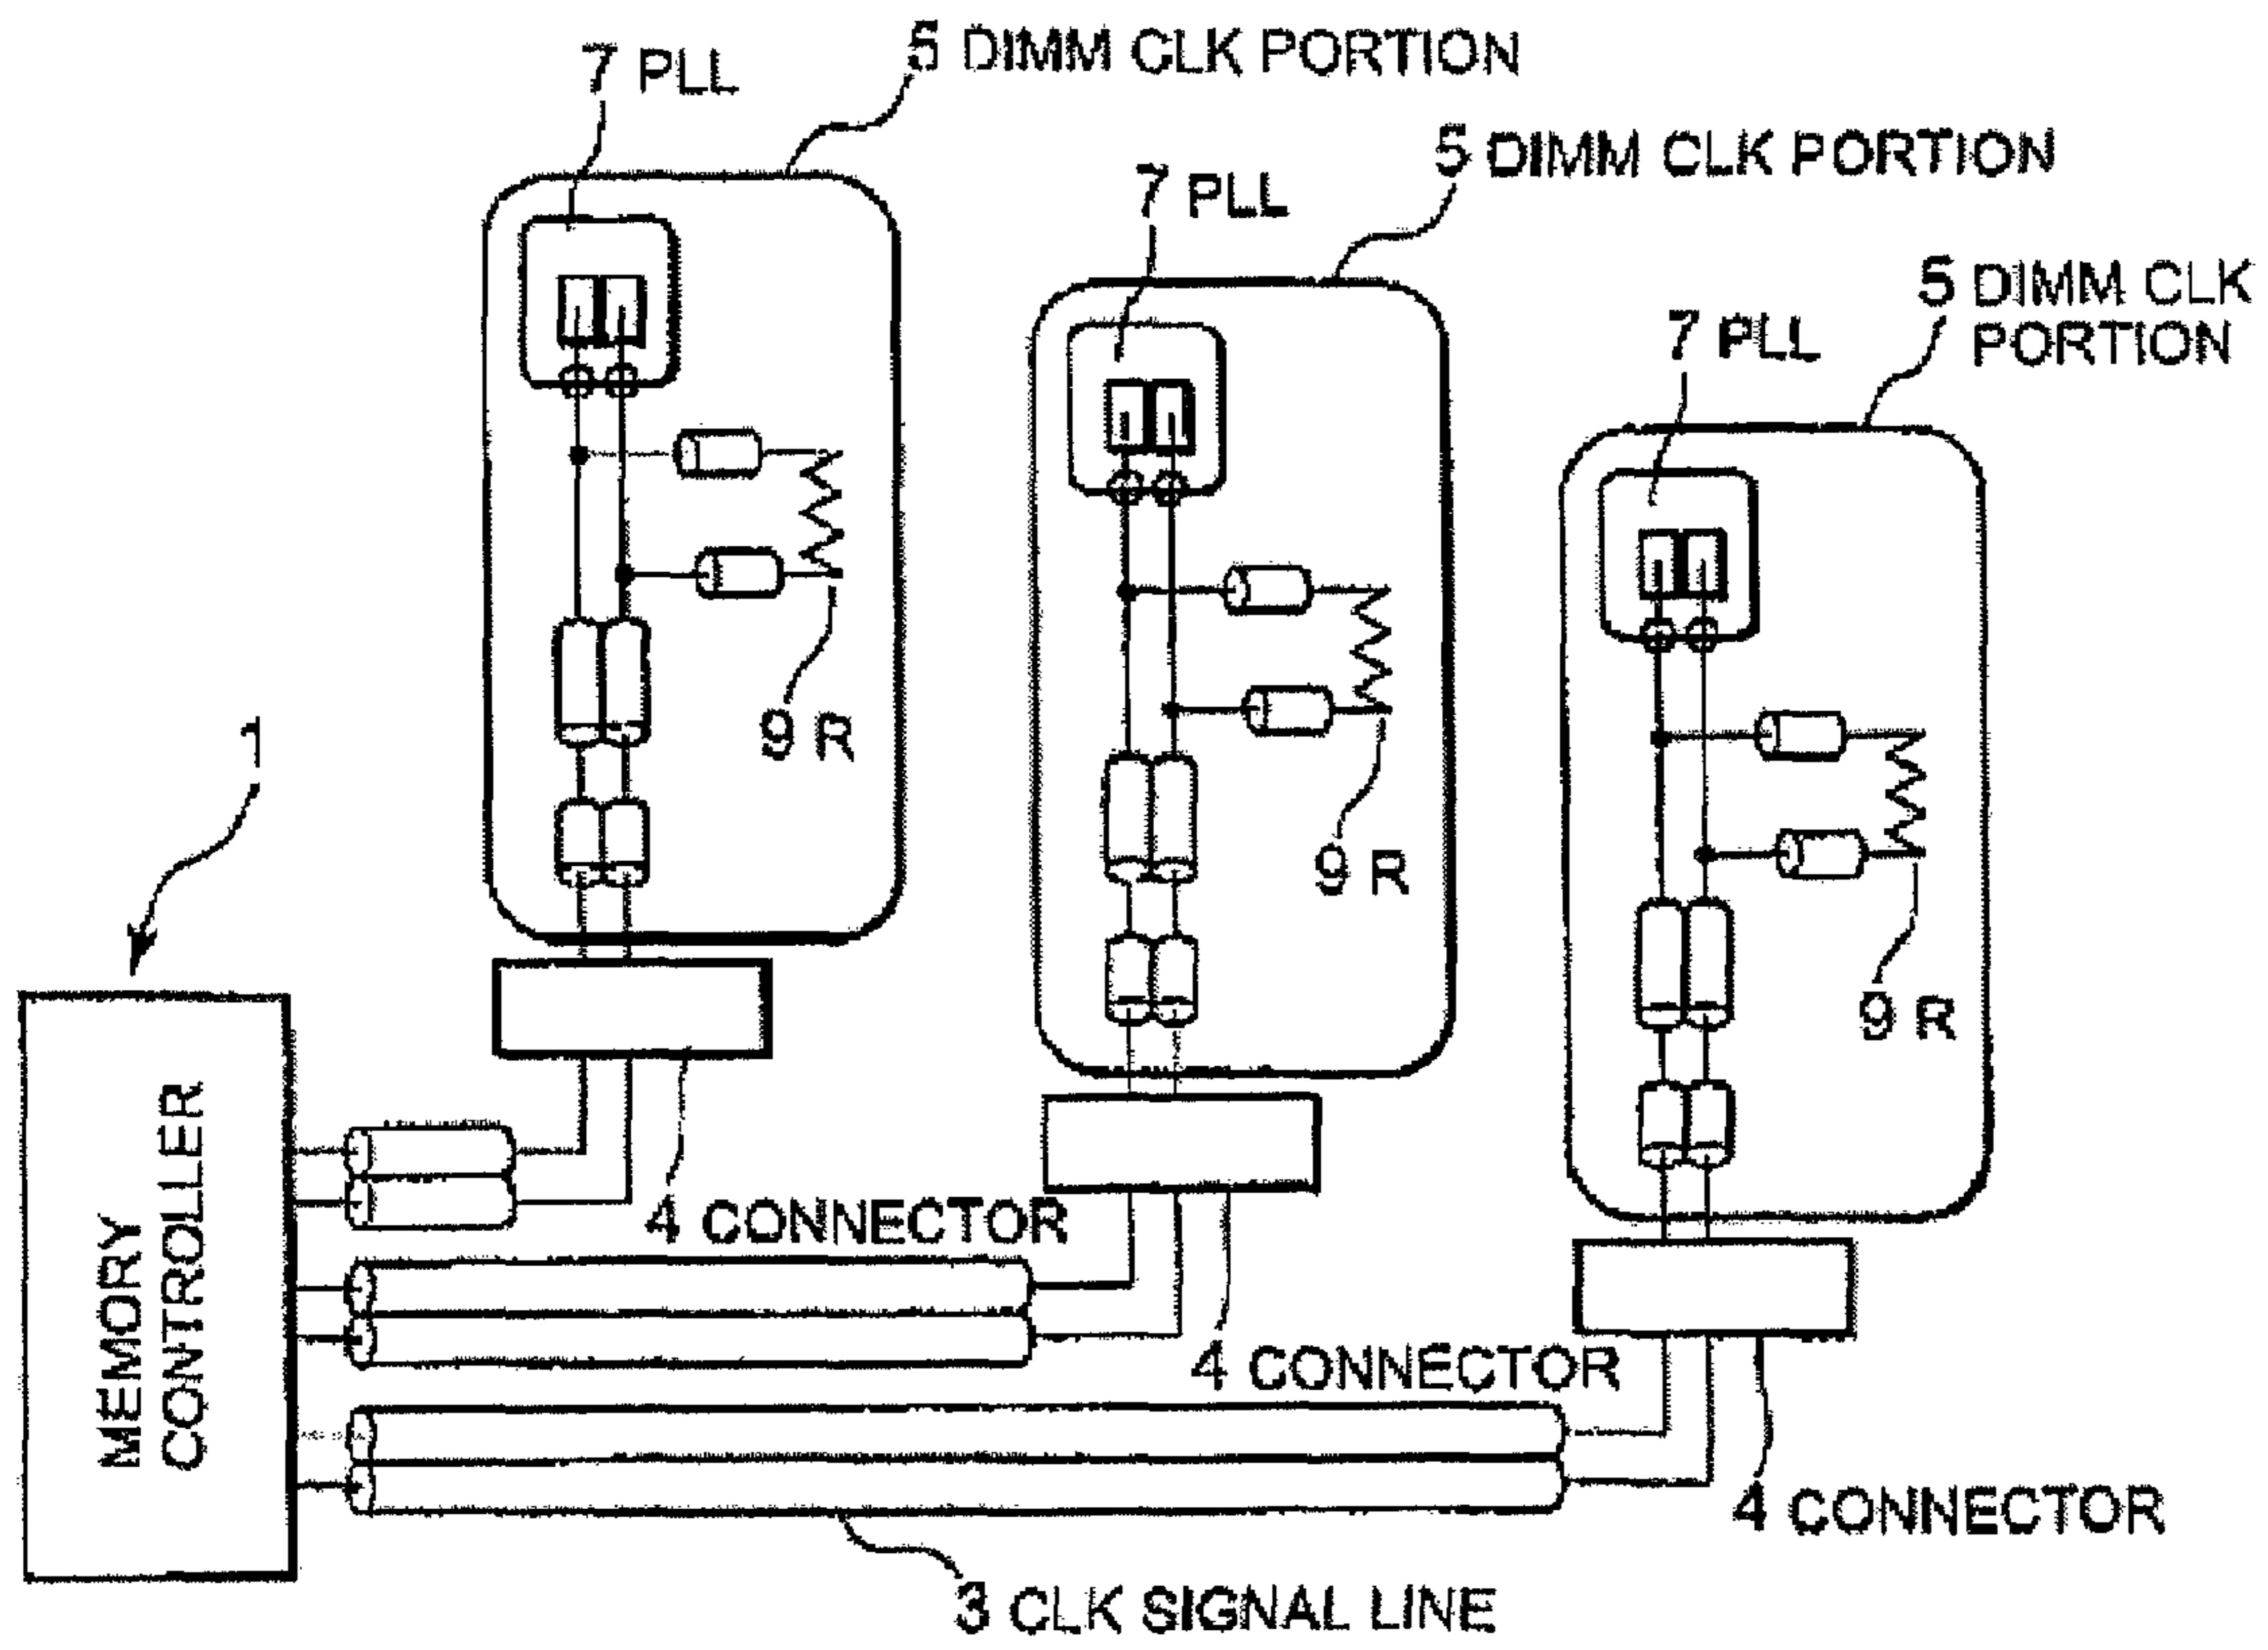 5 DIMM CLK PORTION
7 PLL
5 DIMM CLK PORTION
7 PLL
5 DIMM CLK
PORTION
7 PLL
9 R
1
9 R
9 R
MEMORY
CONTROLLER
4 CONNECTOR
4 CONNECTOR
4 CONNECTOR
3 CLK SIGNAL LINE